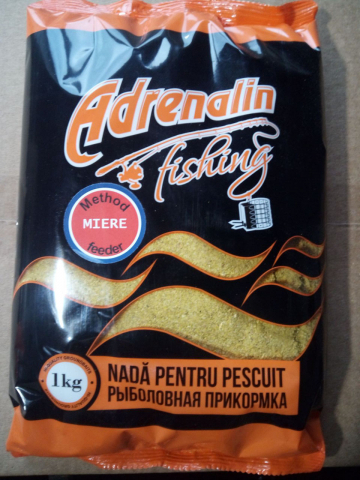 Adrenalin
fishing
Method
MIERE
feeder
1kg
NADĂ PENTRU PESCUIT
РЫБОЛОВНАЯ ПРИКОРМКА